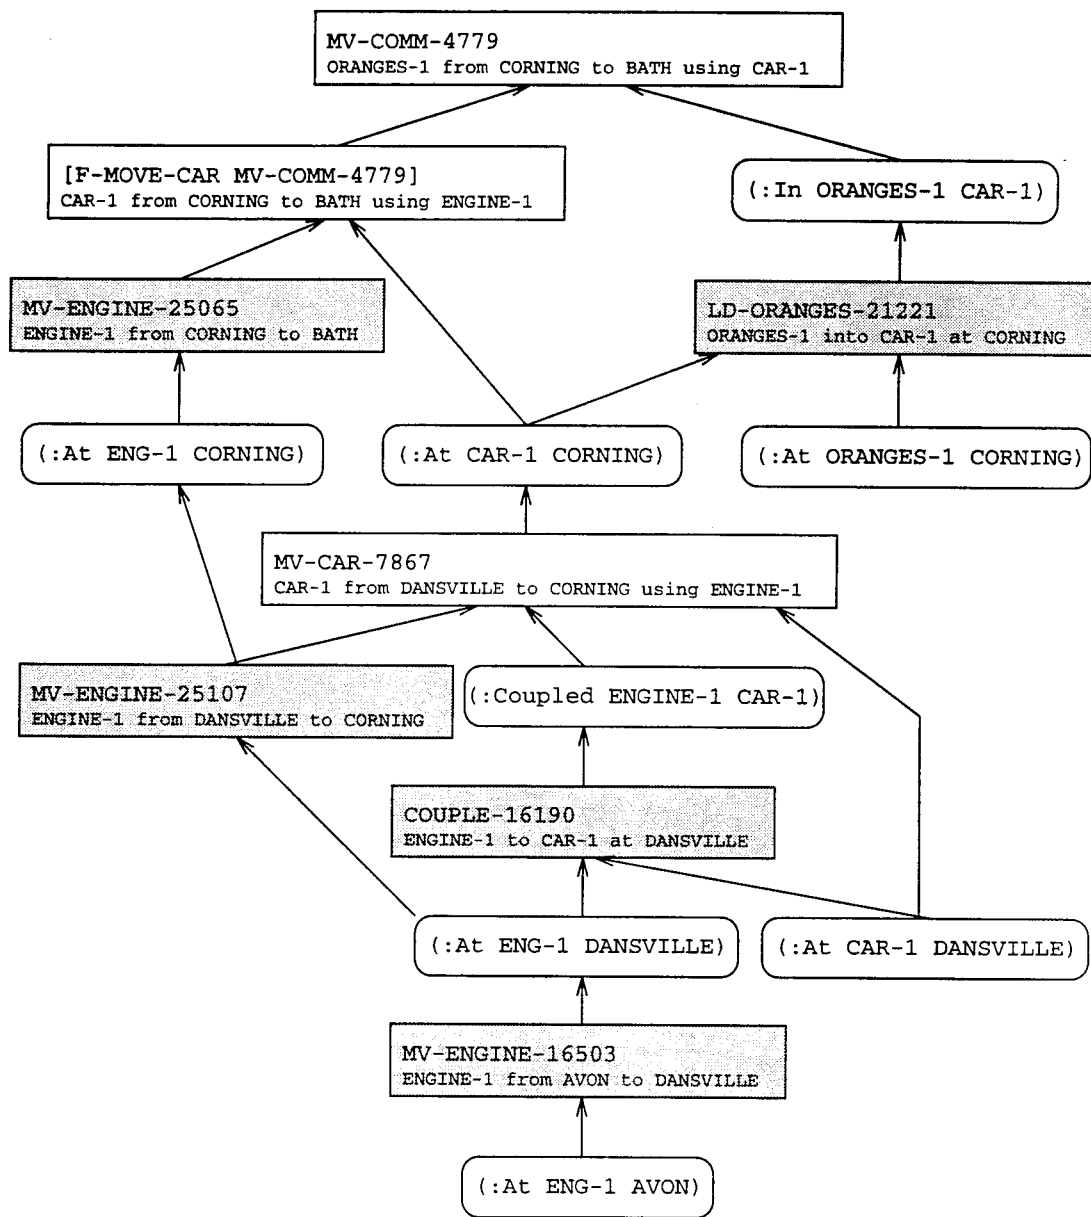 MV-COMM-4779
ORANGES-1 from CORNING to BATH using CAR-1
[F-MOVE-CAR MV-COMM-4779]
CAR-1 from CORNING to BATH using ENGINE-1
(:In ORANGES-1 CAR-1)
MV-ENGINE-25065
ENGINE-1 from CORNING to BATH
LD-ORANGES-21221
ORANGES-1 into CAR-1 at CORNING
(:At ENG-1 CORNING)
(:At CAR-1 CORNING)
(:At ORANGES-1 CORNING)
MV-CAR-7867
CAR-1 from DANSVILLE to CORNING using ENGINE-1
MV-ENGINE-25107
ENGINE-1 from DANSVILLE to CORNING
(:Coupled ENGINE-1 CAR-1)
COUPLE-16190
ENGINE-1 to CAR-1 at DANSVILLE
(:At ENG-1 DANSVILLE)
(:At CAR-1 DANSVILLE)
MV-ENGINE-16503
ENGINE-1 from AVON to DANSVILLE
(:At ENG-1 AVON)